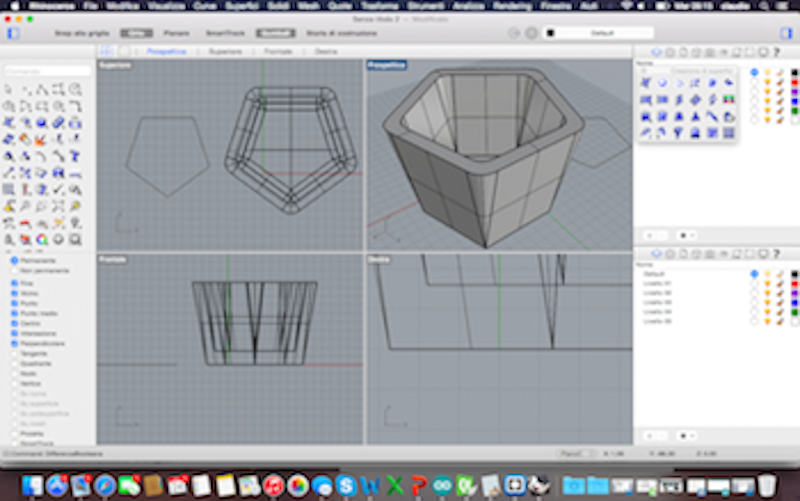 Rhinoceros File Modifica Visualizza Curve Superfici Solidi Mesh Quote Trasforma Strumenti Analizza Rendering Finestra Aiuto
Senza titolo 2 — Modificato
Snap alla griglia Orto Planare SmartTrack Gumball Storia di costruzione
Default
Prospettica Superiore Frontale Destra
Comando
Superiore
Prospettica
Frontale
Destra
Permanente
Non permanente
Fine
Vicino
Punto
Punto medio
Centro
Intersezione
Perpendicolare
Tangente
Quadrante
Nodo
Vertice
Su curva
Su superficie
Su polisuperficie
Su mesh
Proietta
SmartTrack
Nome
Nome
Default
Livello 01
Livello 02
Livello 03
Livello 04
Livello 05
Comando: DifferenzaBooleana